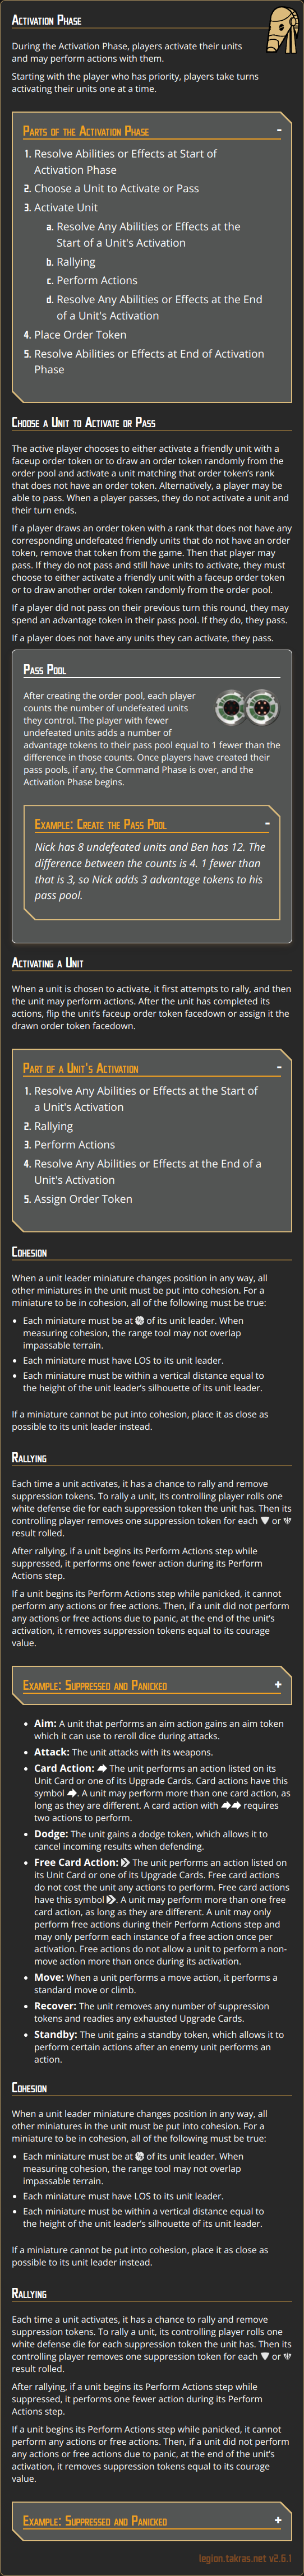 Activation Phase
During the Activation Phase, players activate their units
and may perform actions with them.
Starting with the player who has priority, players take turns
activating their units one at a time.
Parts of the Activation Phase -
1. Resolve Abilities or Effects at Start of
Activation Phase
2. Choose a Unit to Activate or Pass
3. Activate Unit
a. Resolve Any Abilities or Effects at the
Start of a Unit's Activation
b. Rallying
c. Perform Actions
d. Resolve Any Abilities or Effects at the End
of a Unit's Activation
4. Place Order Token
5. Resolve Abilities or Effects at End of Activation
Phase
Choose a Unit to Activate or Pass
The active player chooses to either activate a friendly unit with a
faceup order token or to draw an order token randomly from the
order pool and activate a unit matching that order token's rank
that does not have an order token. Alternatively, a player may be
able to pass. When a player passes, they do not activate a unit and
their turn ends.
If a player draws an order token with a rank that does not have any
corresponding undefeated friendly units that do not have an order
token, remove that token from the game. Then that player may
pass. If they do not pass and still have units to activate, they must
choose to either activate a friendly unit with a faceup order token
or to draw another order token randomly from the order pool.
If a player did not pass on their previous turn this round, they may
spend an advantage token in their pass pool. If they do, they pass.
If a player does not have any units they can activate, they pass.
Pass Pool
After creating the order pool, each player
counts the number of undefeated units
they control. The player with fewer
undefeated units adds a number of
advantage tokens to their pass pool equal to 1 fewer than the
difference in those counts. Once players have created their
pass pools, if any, the Command Phase is over, and the
Activation Phase begins.
Example: Create the Pass Pool -
Nick has 8 undefeated units and Ben has 12. The
difference between the counts is 4. 1 fewer than
that is 3, so Nick adds 3 advantage tokens to his
pass pool.
Activating a Unit
When a unit is chosen to activate, it first attempts to rally, and then
the unit may perform actions. After the unit has completed its
actions, flip the unit's faceup order token facedown or assign it the
drawn order token facedown.
Part of a Unit's Activation -
1. Resolve Any Abilities or Effects at the Start of
a Unit's Activation
2. Rallying
3. Perform Actions
4. Resolve Any Abilities or Effects at the End of a
Unit's Activation
5. Assign Order Token
Cohesion
When a unit leader miniature changes position in any way, all
other miniatures in the unit must be put into cohesion. For a
miniature to be in cohesion, all of the following must be true:
• Each miniature must be at of its unit leader. When
measuring cohesion, the range tool may not overlap
impassable terrain.
• Each miniature must have LOS to its unit leader.
• Each miniature must be within a vertical distance equal to
the height of the unit leader's silhouette of its unit leader.
If a miniature cannot be put into cohesion, place it as close as
possible to its unit leader instead.
Rallying
Each time a unit activates, it has a chance to rally and remove
suppression tokens. To rally a unit, its controlling player rolls one
white defense die for each suppression token the unit has. Then its
controlling player removes one suppression token for each or
result rolled.
After rallying, if a unit begins its Perform Actions step while
suppressed, it performs one fewer action during its Perform
Actions step.
If a unit begins its Perform Actions step while panicked, it cannot
perform any actions or free actions. Then, if a unit did not perform
any actions or free actions due to panic, at the end of the unit's
activation, it removes suppression tokens equal to its courage
value.
Example: Suppressed and Panicked +
• Aim: A unit that performs an aim action gains an aim token
which it can use to reroll dice during attacks.
• Attack: The unit attacks with its weapons.
• Card Action: The unit performs an action listed on its
Unit Card or one of its Upgrade Cards. Card actions have this
symbol . A unit may perform more than one card action, as
long as they are different. A card action with requires
two actions to perform.
• Dodge: The unit gains a dodge token, which allows it to
cancel incoming results when defending.
• Free Card Action: The unit performs an action listed on
its Unit Card or one of its Upgrade Cards. Free card actions
do not cost the unit any actions to perform. Free card actions
have this symbol . A unit may perform more than one free
card action, as long as they are different. A unit may only
perform free actions during their Perform Actions step and
may only perform each instance of a free action once per
activation. Free actions do not allow a unit to perform a non-
move action more than once during its activation.
• Move: When a unit performs a move action, it performs a
standard move or climb.
• Recover: The unit removes any number of suppression
tokens and readies any exhausted Upgrade Cards.
• Standby: The unit gains a standby token, which allows it to
perform certain actions after an enemy unit performs an
action.
Cohesion
When a unit leader miniature changes position in any way, all
other miniatures in the unit must be put into cohesion. For a
miniature to be in cohesion, all of the following must be true:
• Each miniature must be at of its unit leader. When
measuring cohesion, the range tool may not overlap
impassable terrain.
• Each miniature must have LOS to its unit leader.
• Each miniature must be within a vertical distance equal to
the height of the unit leader's silhouette of its unit leader.
If a miniature cannot be put into cohesion, place it as close as
possible to its unit leader instead.
Rallying
Each time a unit activates, it has a chance to rally and remove
suppression tokens. To rally a unit, its controlling player rolls one
white defense die for each suppression token the unit has. Then its
controlling player removes one suppression token for each or
result rolled.
After rallying, if a unit begins its Perform Actions step while
suppressed, it performs one fewer action during its Perform
Actions step.
If a unit begins its Perform Actions step while panicked, it cannot
perform any actions or free actions. Then, if a unit did not perform
any actions or free actions due to panic, at the end of the unit's
activation, it removes suppression tokens equal to its courage
value.
Example: Suppressed and Panicked +
legion.takras.net v2.6.1